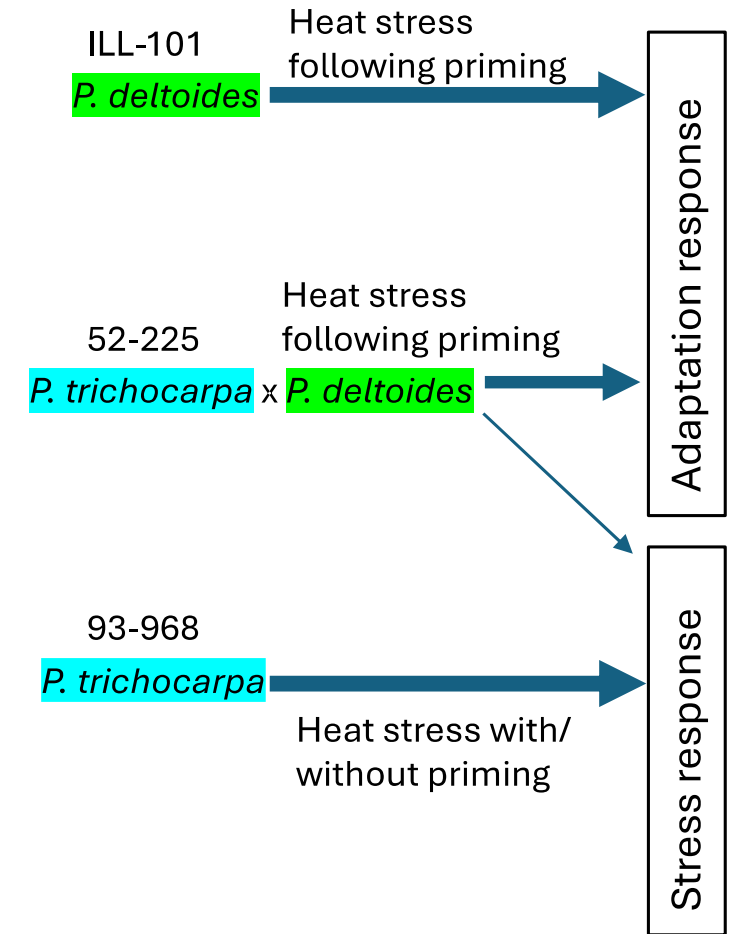 ILL-101
P. deltoides
Heat stress
following priming
Adaptation response
52-225
P. trichocarpa x P. deltoides
Heat stress
following priming
93-968
P. trichocarpa
Heat stress with/
without priming
Stress response